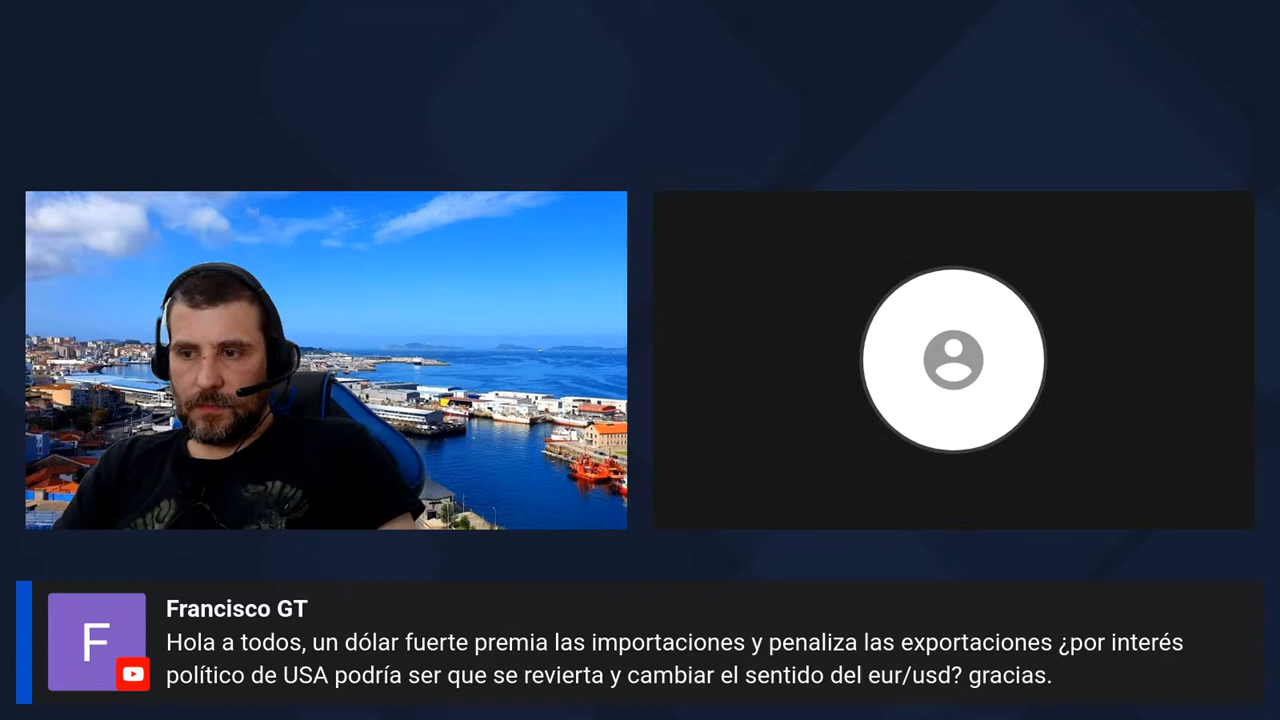 F
Francisco GT
Hola a todos, un dólar fuerte premia las importaciones y penaliza las exportaciones ¿por interés
político de USA podría ser que se revierta y cambiar el sentido del eur/usd? gracias.